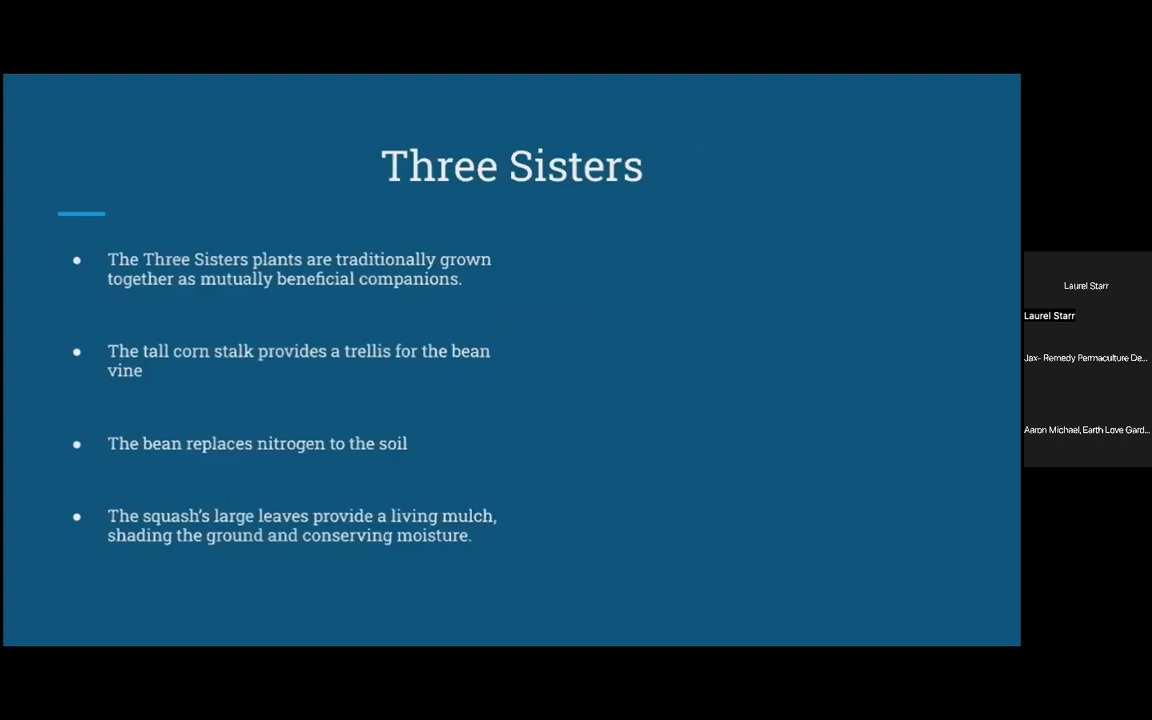 Three Sisters
● The Three Sisters plants are traditionally grown
together as mutually beneficial companions.
● The tall corn stalk provides a trellis for the bean
vine
● The bean replaces nitrogen to the soil
● The squash's large leaves provide a living mulch,
shading the ground and conserving moisture.
Laurel Starr
Laurel Starr
Jax- Remedy Permaculture De...
Aaron Michael, Earth Love Gard...